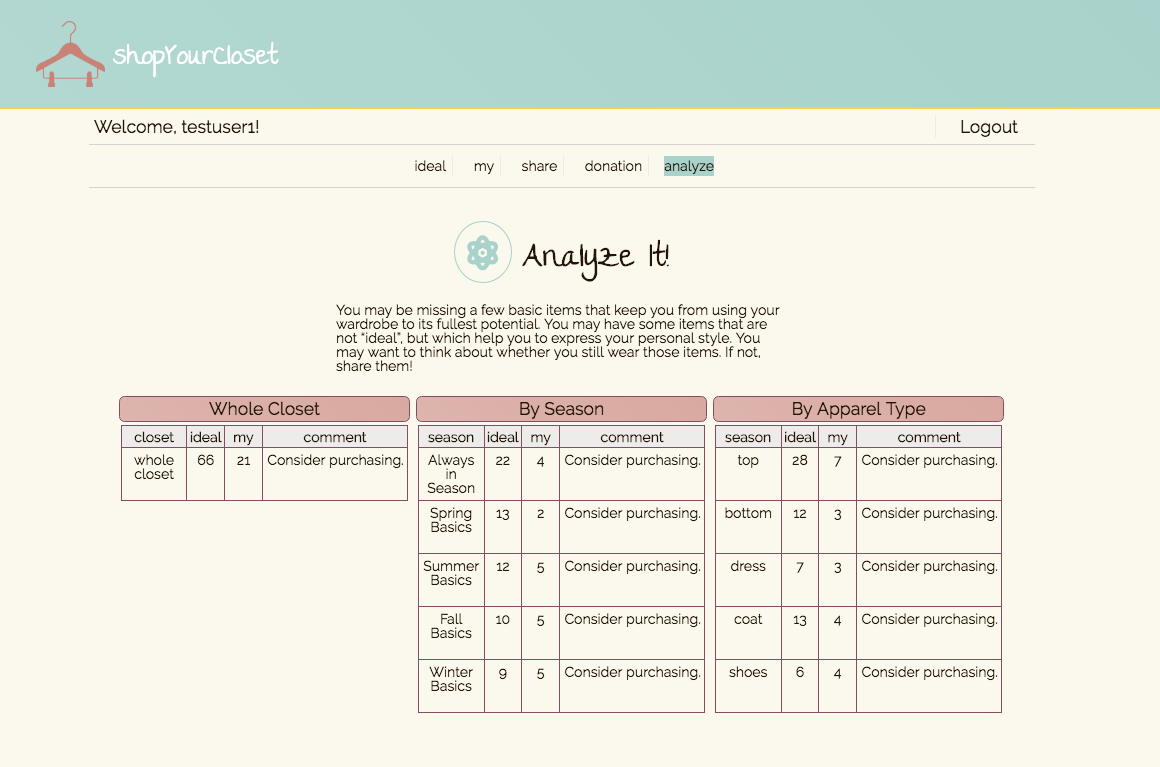 shopYourCloset
Welcome, testuser1!
Logout
ideal my share donation analyze
Analyze It!
You may be missing a few basic items that keep you from using your
wardrobe to its fullest potential. You may have some items that are
not “ideal”, but which help you to express your personal style. You
may want to think about whether you still wear those items. If not,
share them!
Whole Closet
closet ideal my comment
whole 66 21 Consider purchasing.
closet
By Season
season ideal my comment
Always 22 4 Consider purchasing.
in
Season
Spring 13 2 Consider purchasing.
Basics
Summer 12 5 Consider purchasing.
Basics
Fall 10 5 Consider purchasing.
Basics
Winter 9 5 Consider purchasing.
Basics
By Apparel Type
season ideal my comment
top 28 7 Consider purchasing.
bottom 12 3 Consider purchasing.
dress 7 3 Consider purchasing.
coat 13 4 Consider purchasing.
shoes 6 4 Consider purchasing.